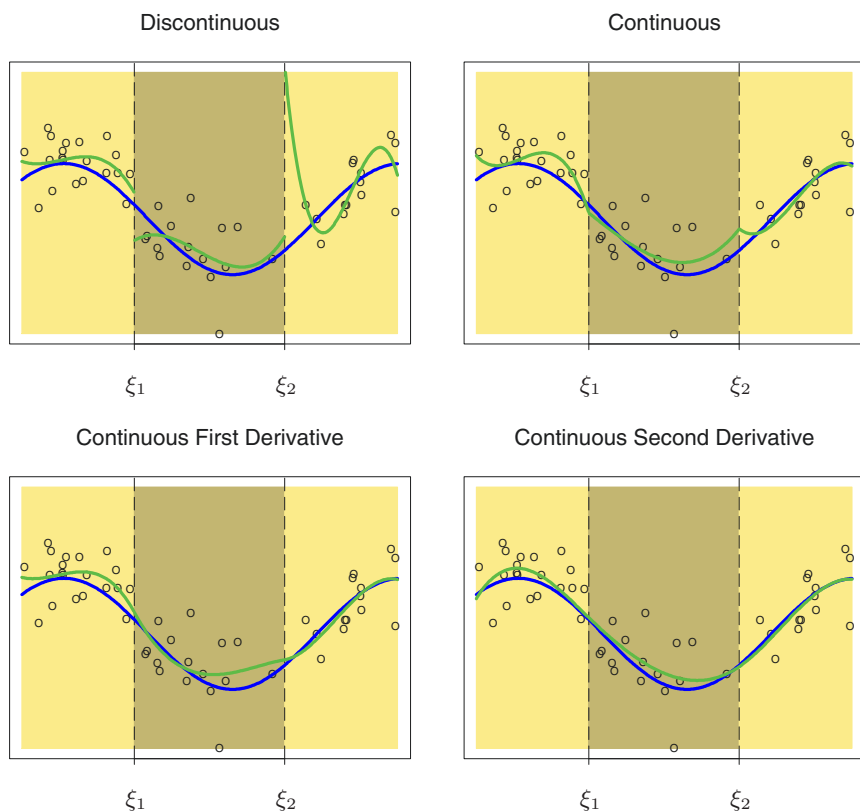 Discontinuous
Continuous
ξ₁
ξ₂
ξ₁
ξ₂
Continuous First Derivative
Continuous Second Derivative
ξ₁
ξ₂
ξ₁
ξ₂